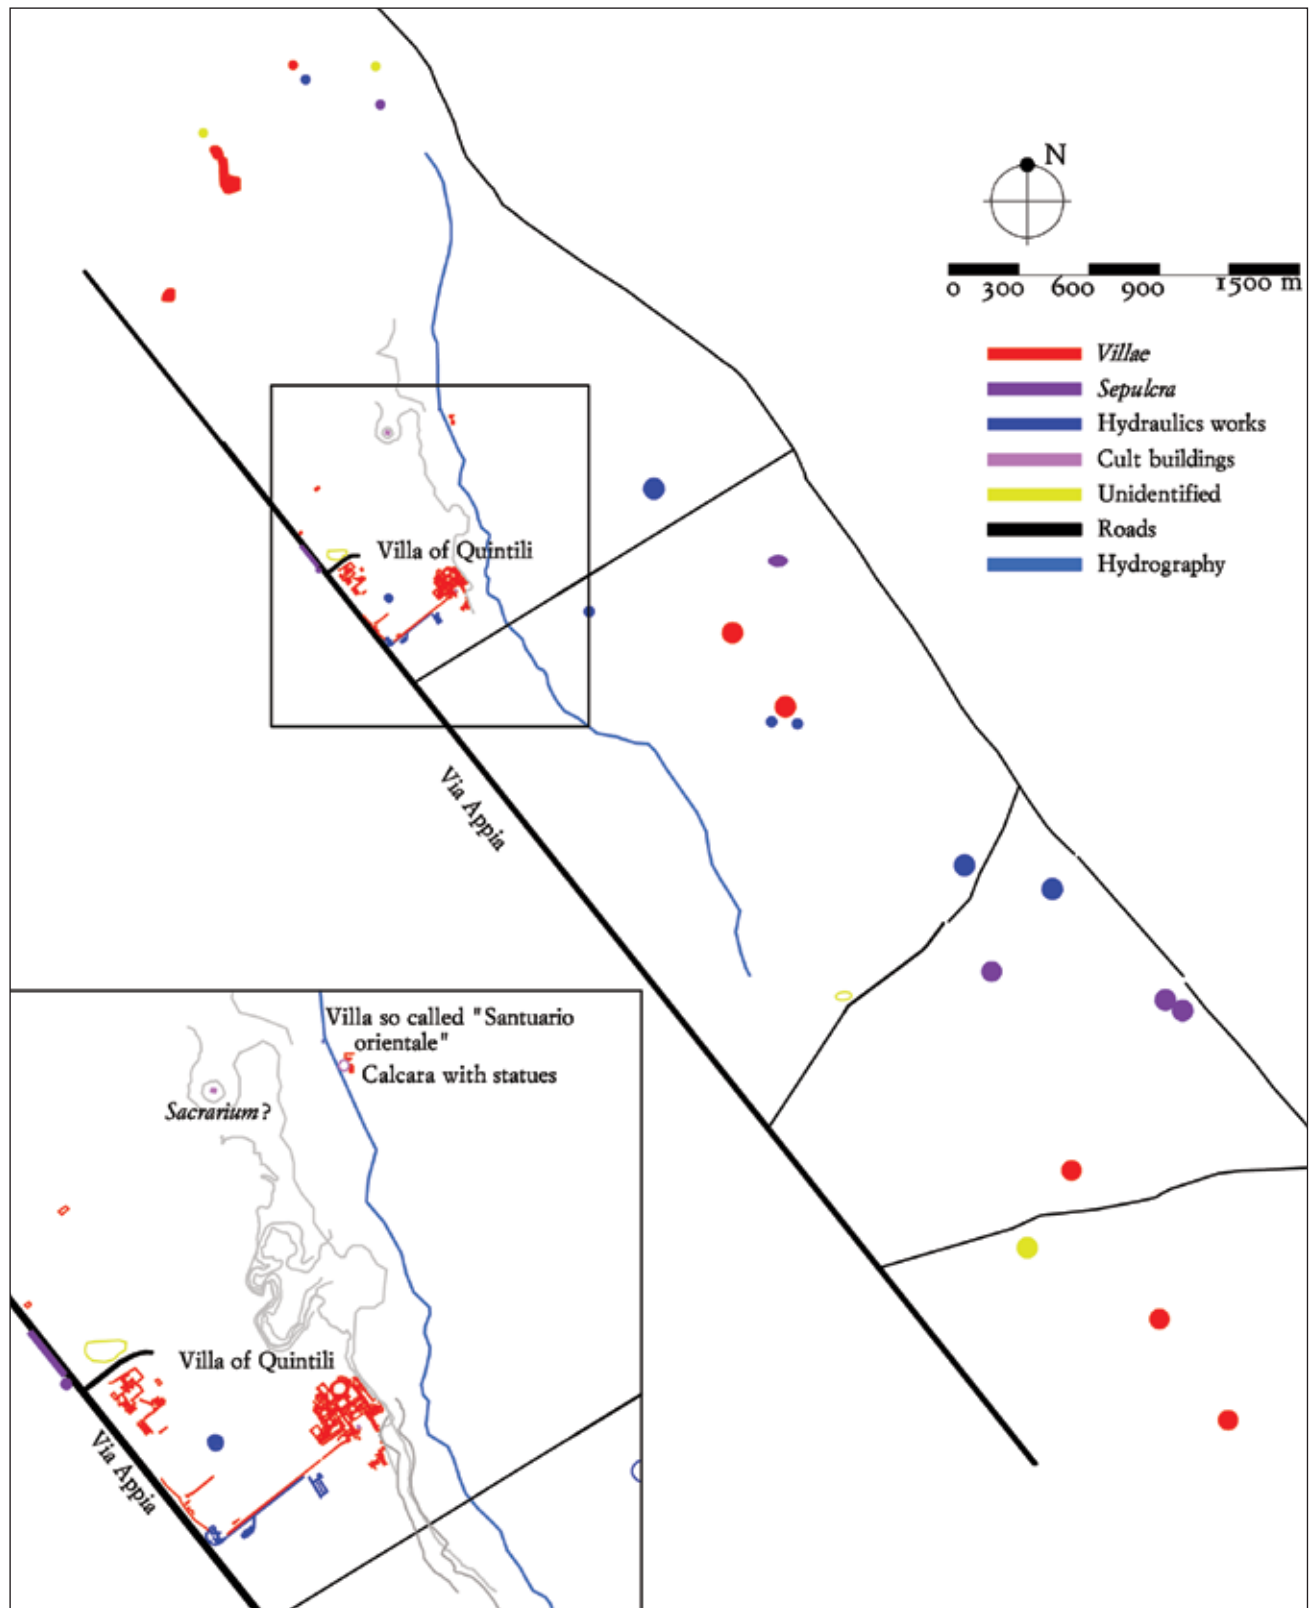 N
0 300 600 900 1500 m
Villae
Sepulcra
Hydraulics works
Cult buildings
Unidentified
Roads
Hydrography
Villa of Quintili
Via Appia
Villa so called "Santuario
orientale"
Calcara with statues
Sacrarium?
Villa of Quintili
Via Appia